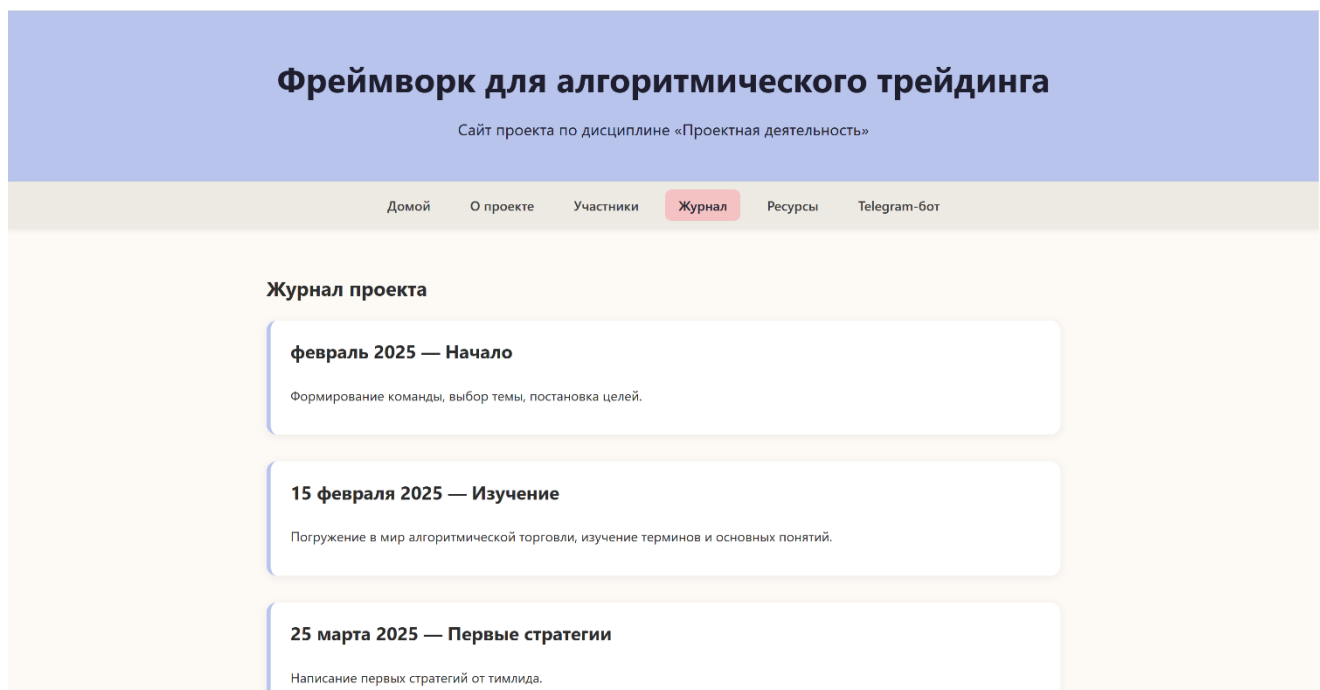 Фреймворк для алгоритмического трейдинга
Сайт проекта по дисциплине «Проектная деятельность»
Домой О проекте Участники Журнал Ресурсы Telegram-бот
Журнал проекта
февраль 2025 — Начало
Формирование команды, выбор темы, постановка целей.
15 февраля 2025 — Изучение
Погружение в мир алгоритмической торговли, изучение терминов и основных понятий.
25 марта 2025 — Первые стратегии
Написание первых стратегий от тимлида.